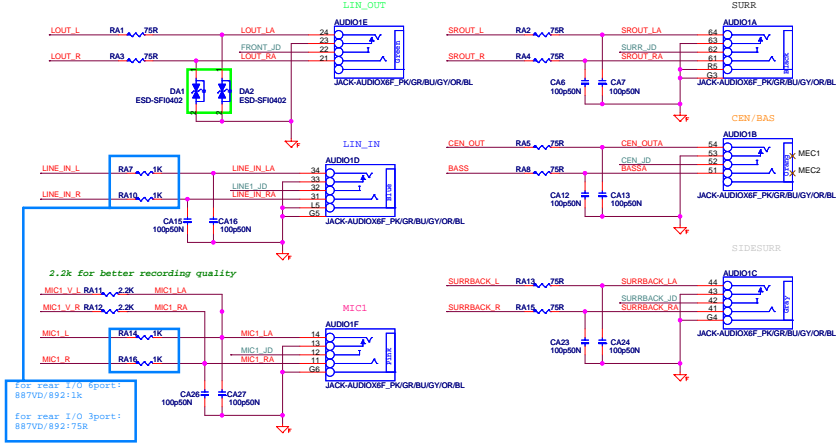 LIN_OUT
AUDIO1E
LOUT_L RA1 75R LOUT_LA 24
23
FRONT_JD 22
LOUT_R RA3 75R LOUT_RA 21
Green
JACK-AUDIOX6F_PK/GR/BU/GY/OR/BL
DA1
ESD-SFI0402
DA2
ESD-SFI0402
1 1
2 2
F
SURR
AUDIO1A
SROUT_L RA2 75R SROUT_LA 64
63
SURR_JD 62
SROUT_R RA4 75R SROUT_RA 61
R5
G3
Black
JACK-AUDIOX6F_PK/GR/BU/GY/OR/BL
CA6
100p50N
CA7
100p50N
F
LIN_IN
AUDIO1D
LINE_IN_L RA7 1K LINE_IN_LA 34
33
LINE1_JD 32
LINE_IN_R RA10 1K LINE_IN_RA 31
L5
G5
Blue
JACK-AUDIOX6F_PK/GR/BU/GY/OR/BL
CA15
100p50N
CA16
100p50N
F
CEN/BAS
AUDIO1B
CEN_OUT RA5 75R CEN_OUTA 54
53
CEN_JD 52
BASS RA8 75R BASSA 51
MEC1
MEC2
JACK-AUDIOX6F_PK/GR/BU/GY/OR/BL
CA12
100p50N
CA13
100p50N
F
2.2k for better recording quality
MIC1_V_L RA11 2.2K MIC1_LA
MIC1_V_R RA12 2.2K MIC1_RA
MIC1
AUDIO1F
MIC1_L RA14 1K MIC1_LA 14
13
MIC1_JD 12
MIC1_R RA16 1K MIC1_RA 11
G6
Pink
JACK-AUDIOX6F_PK/GR/BU/GY/OR/BL
CA26
100p50N
CA27
100p50N
F
SIDESURR
AUDIO1C
SURRBACK_L RA13 75R SURRBACK_LA 44
43
SURRBACK_JD 42
SURRBACK_R RA15 75R SURRBACK_RA 41
G4
Gray
JACK-AUDIOX6F_PK/GR/BU/GY/OR/BL
CA23
100p50N
CA24
100p50N
F
for rear I/O 6port:
887VD/892:1k
for rear I/O 3port:
887VD/892:75R